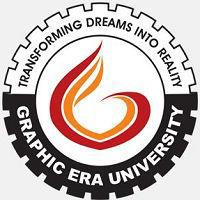 TRANSFORMING DREAMS INTO REALITY
GRAPHIC ERA UNIVERSITY